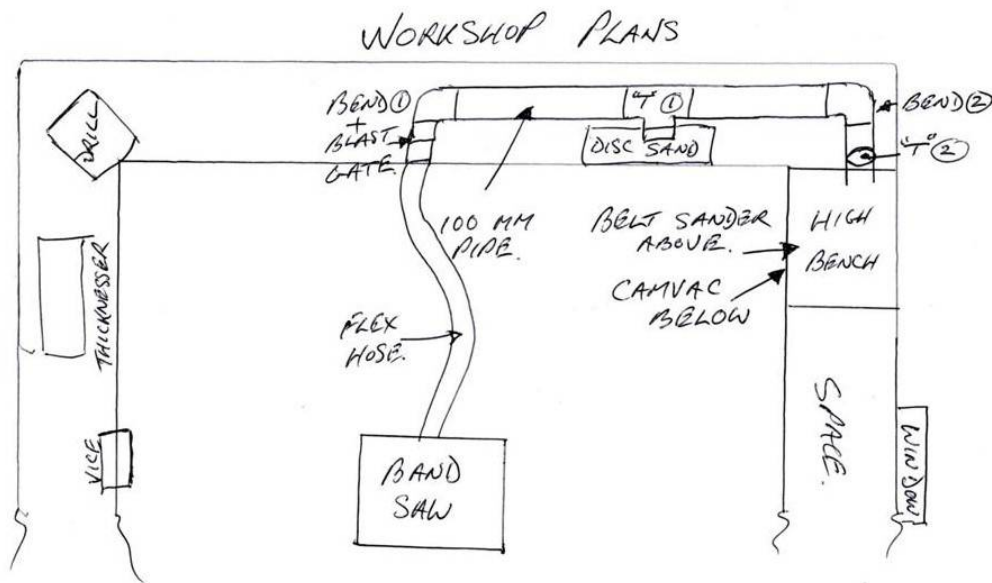 WORKSHOP PLANS
BEND ①
+
BLAST
GATE.
"T" ①
BEND ②
DRILL
DISC SAND
"T" ②
100 MM
PIPE.
BELT SANDER
ABOVE.
HIGH
BENCH
CAMVAC
BELOW
THICKNESSER
FLEX
HOSE.
SPACE.
VICE
BAND
SAW
WINDOW